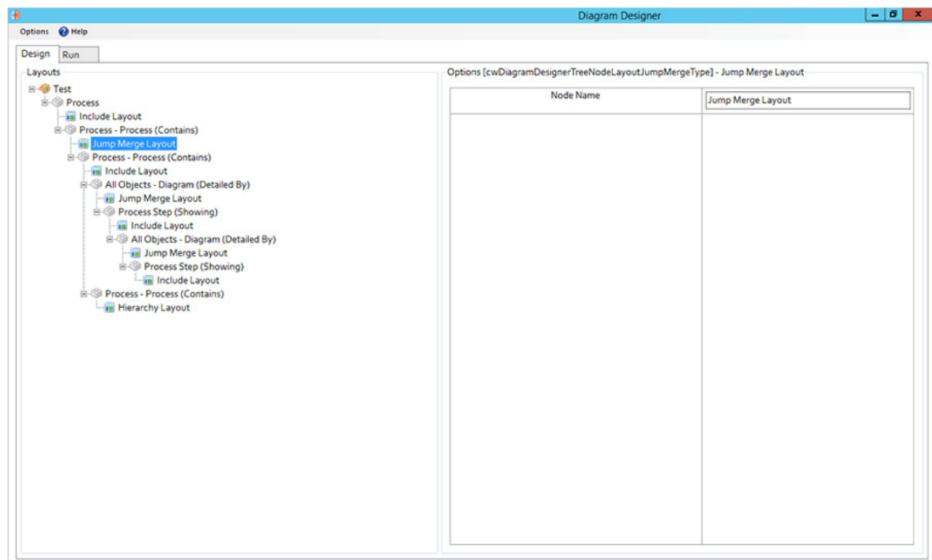 Diagram Designer
Options Help
Design Run
Layouts
Test
Process
Include Layout
Process - Process (Contains)
Jump Merge Layout
Process - Process (Contains)
Include Layout
All Objects - Diagram (Detailed By)
Jump Merge Layout
Process Step (Showing)
Include Layout
All Objects - Diagram (Detailed By)
Jump Merge Layout
Process Step (Showing)
Include Layout
Process - Process (Contains)
Hierarchy Layout
Options [cwDiagramDesignerTreeNodeLayoutJumpMergeType] - Jump Merge Layout
Node Name Jump Merge Layout